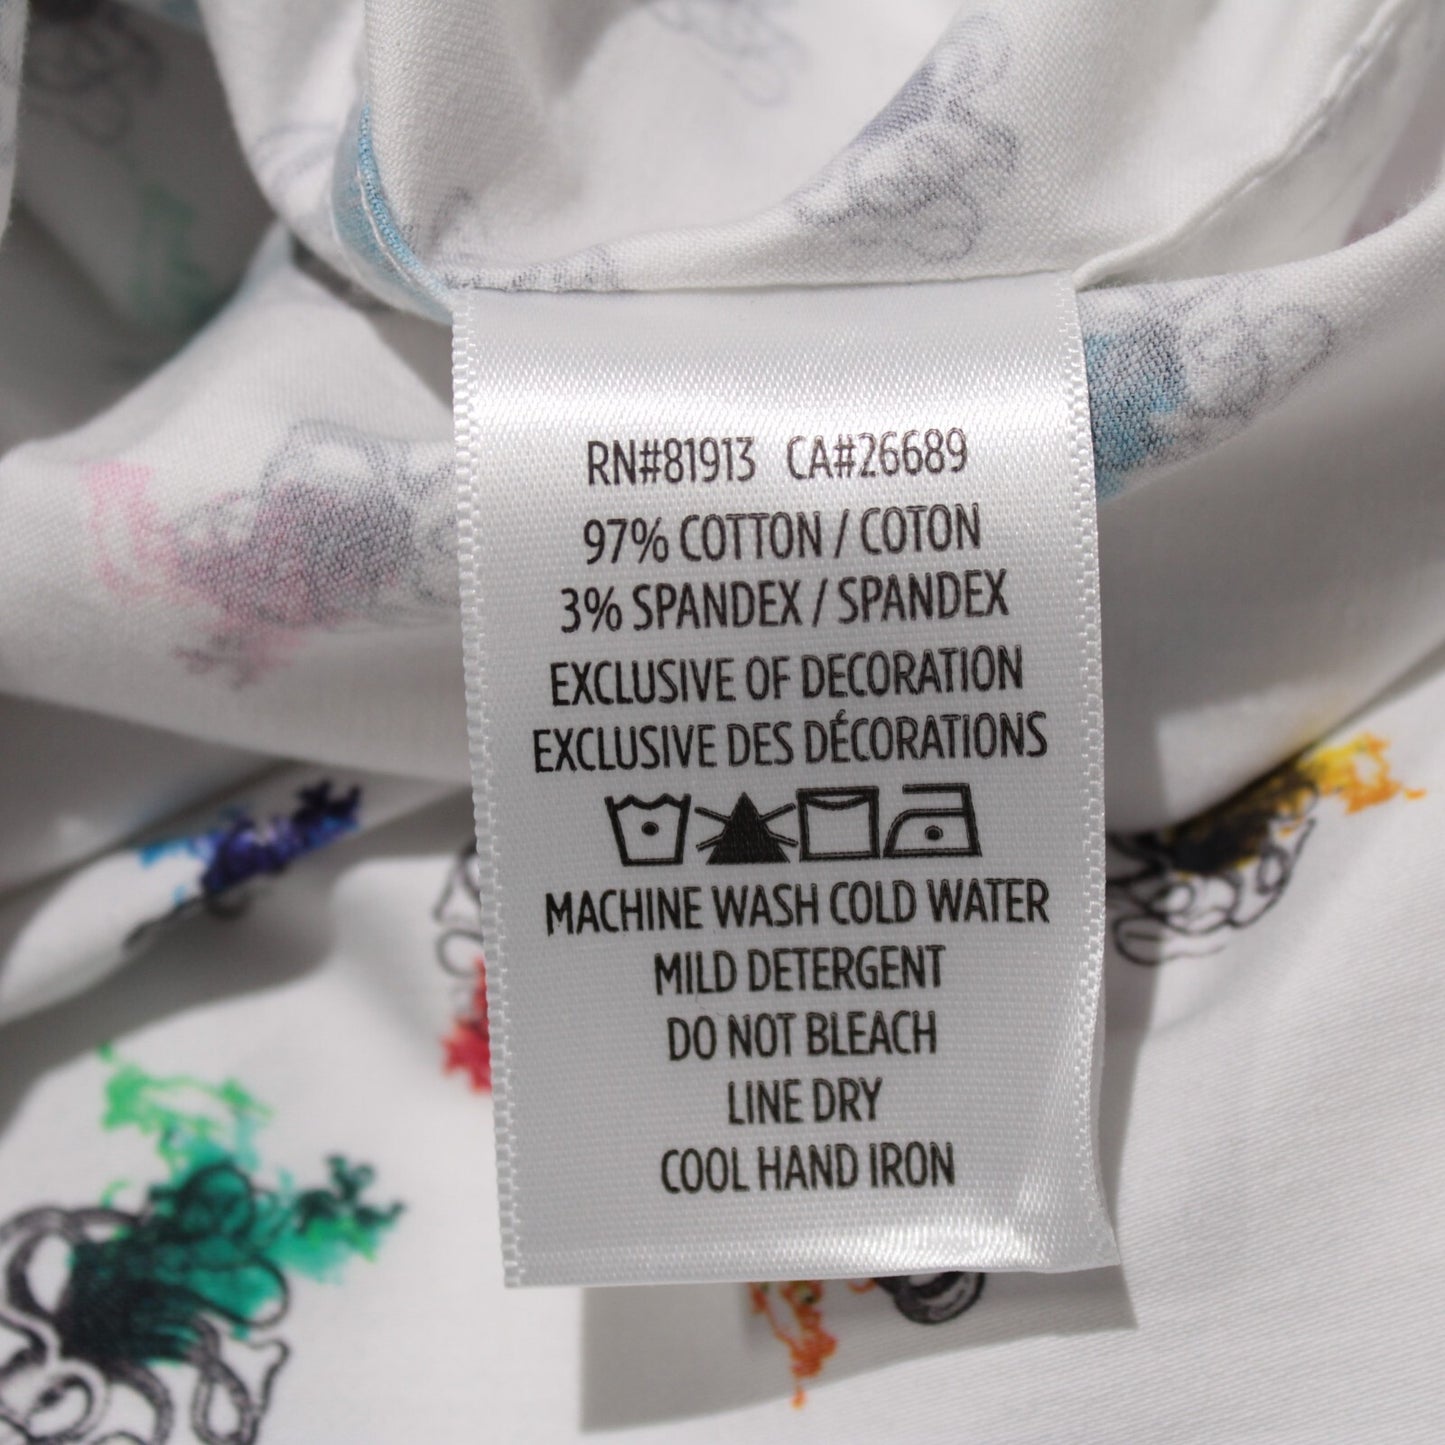 RN#81913 CA#26689
97% COTTON / COTON
3% SPANDEX / SPANDEX
EXCLUSIVE OF DECORATION
EXCLUSIVE DES DÉCORATIONS
MACHINE WASH COLD WATER
MILD DETERGENT
DO NOT BLEACH
LINE DRY
COOL HAND IRON